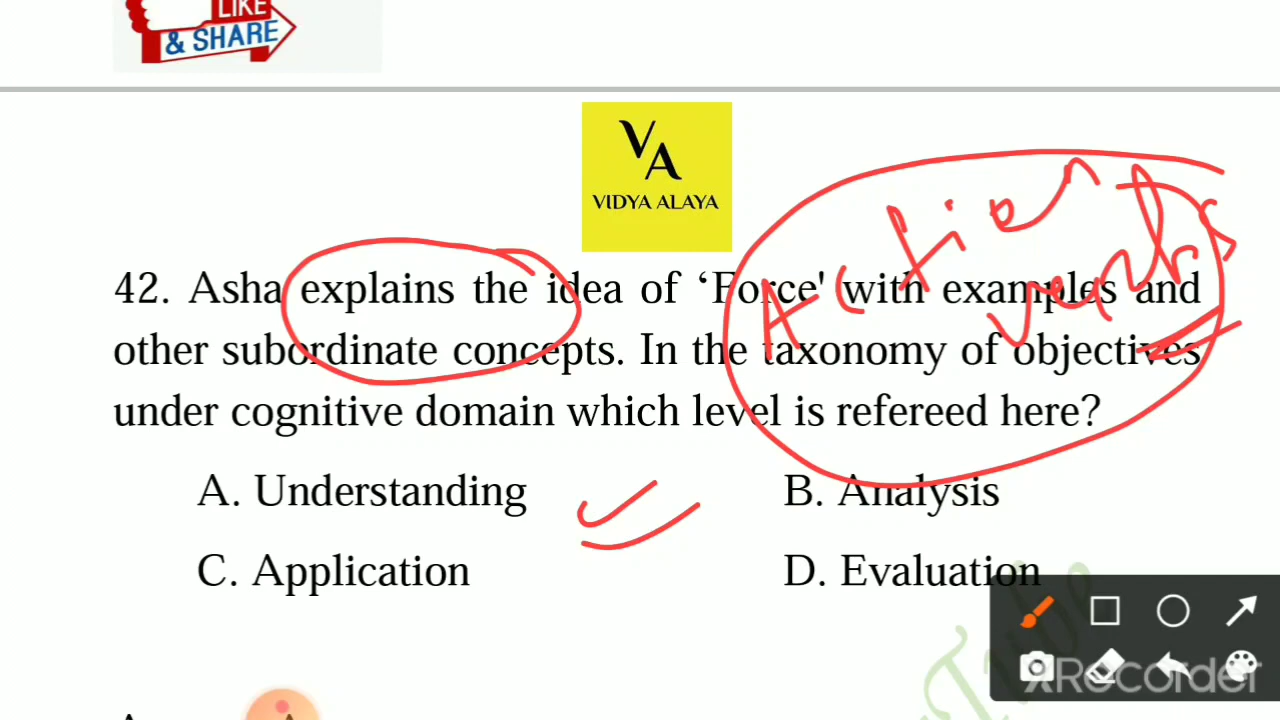 LIKE
& SHARE
VA
VIDYA ALAYA
Action
verbs
42. Asha explains the idea of ‘Force' with examples and
other subordinate concepts. In the taxonomy of objectives
under cognitive domain which level is refereed here?
A. Understanding
B. Analysis
C. Application
D. Evaluation
Tube
XRecorder